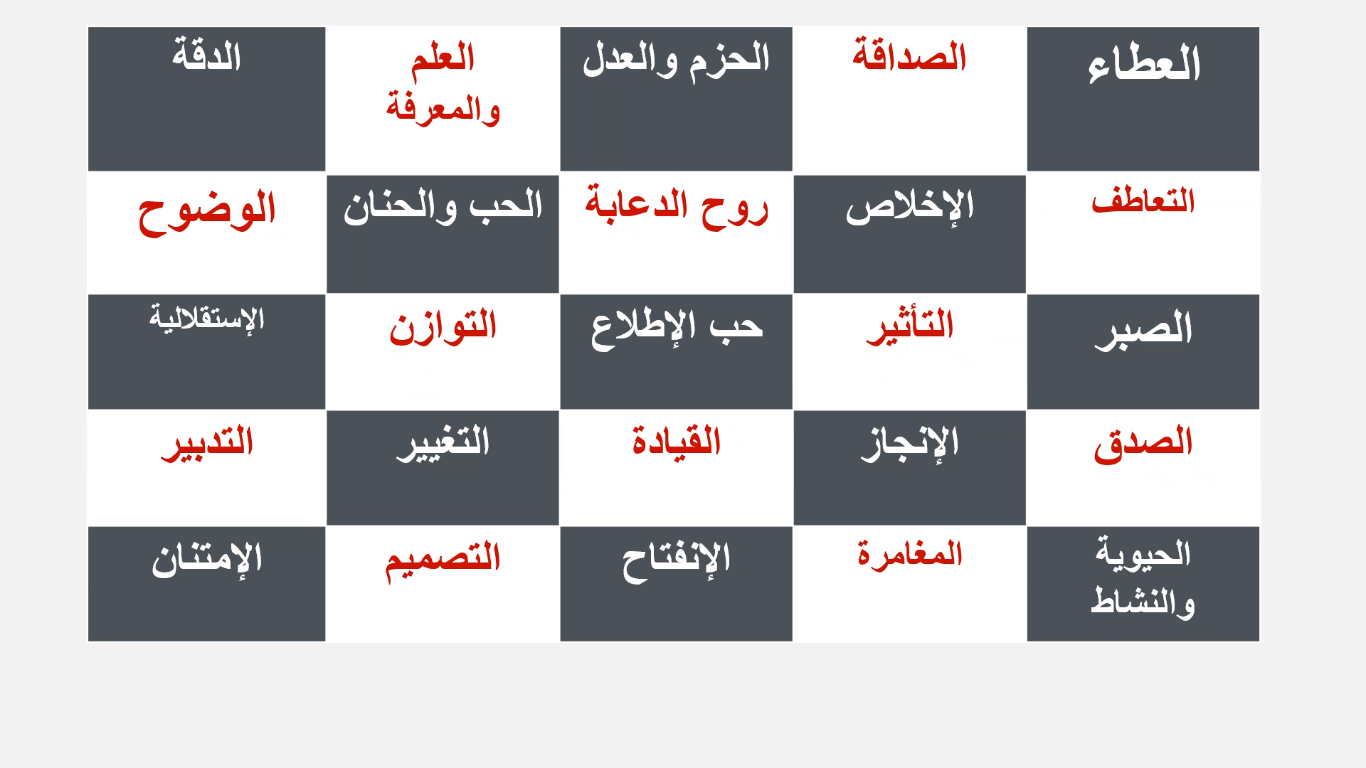 العطاء
الصداقة
الحزم والعدل
العلم
والمعرفة
الدقة
التعاطف
الإخلاص
روح الدعابة
الحب والحنان
الوضوح
الصبر
التأثير
حب الإطلاع
التوازن
الإستقلالية
الصدق
الإنجاز
القيادة
التغيير
التدبير
الحيوية
والنشاط
المغامرة
الإنفتاح
التصميم
الإمتنان